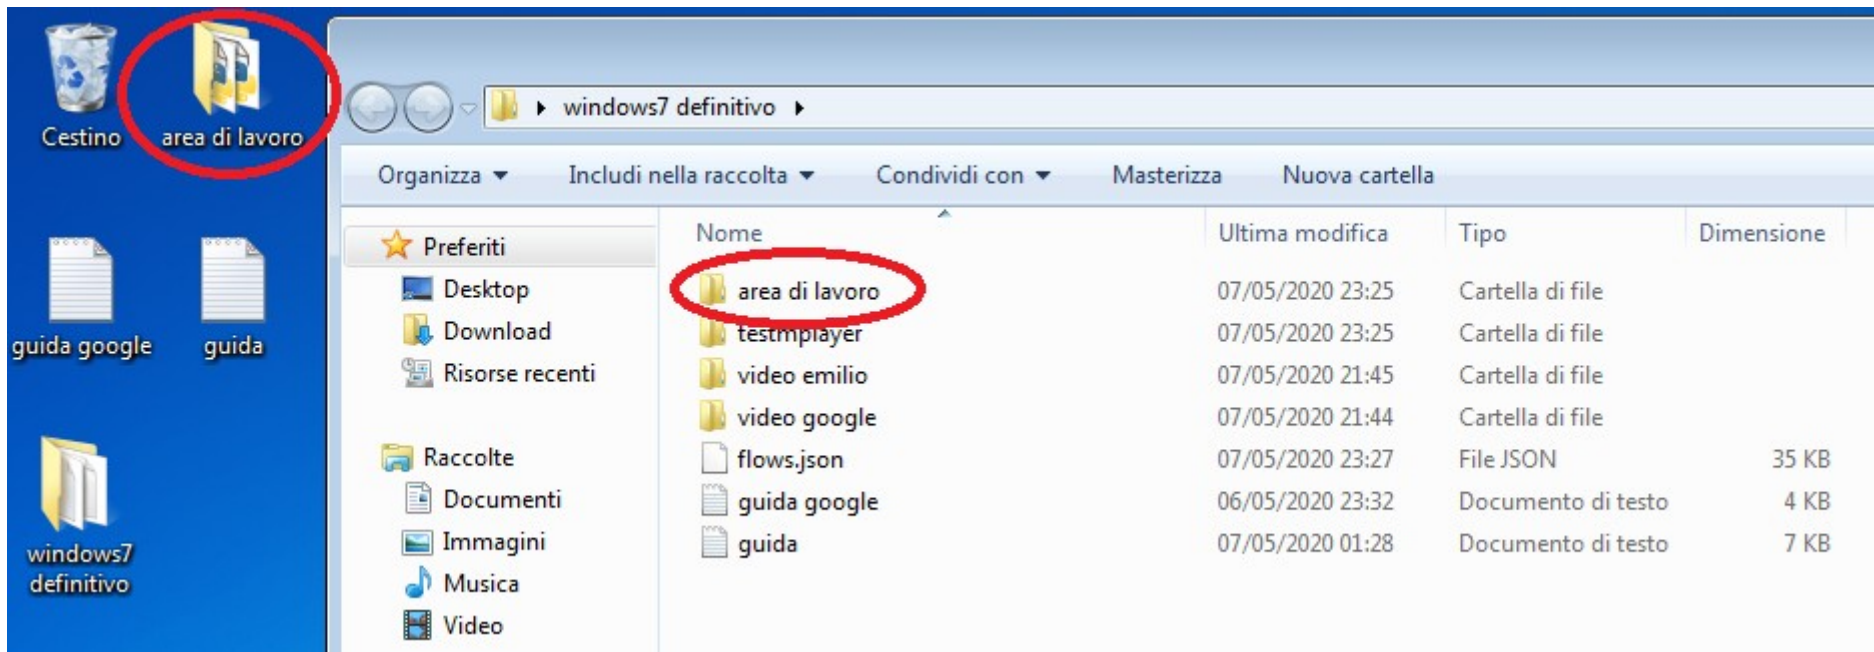 Cestino
area di lavoro
guida google
guida
windows7
definitivo
windows7 definitivo
Organizza
Includi nella raccolta
Condividi con
Masterizza
Nuova cartella
Preferiti
Desktop
Download
Risorse recenti
Raccolte
Documenti
Immagini
Musica
Video
Nome Ultima modifica Tipo Dimensione
area di lavoro 07/05/2020 23:25 Cartella di file
testmplayer 07/05/2020 23:25 Cartella di file
video emilio 07/05/2020 21:45 Cartella di file
video google 07/05/2020 21:44 Cartella di file
flows.json 07/05/2020 23:27 File JSON 35 KB
guida google 06/05/2020 23:32 Documento di testo 4 KB
guida 07/05/2020 01:28 Documento di testo 7 KB